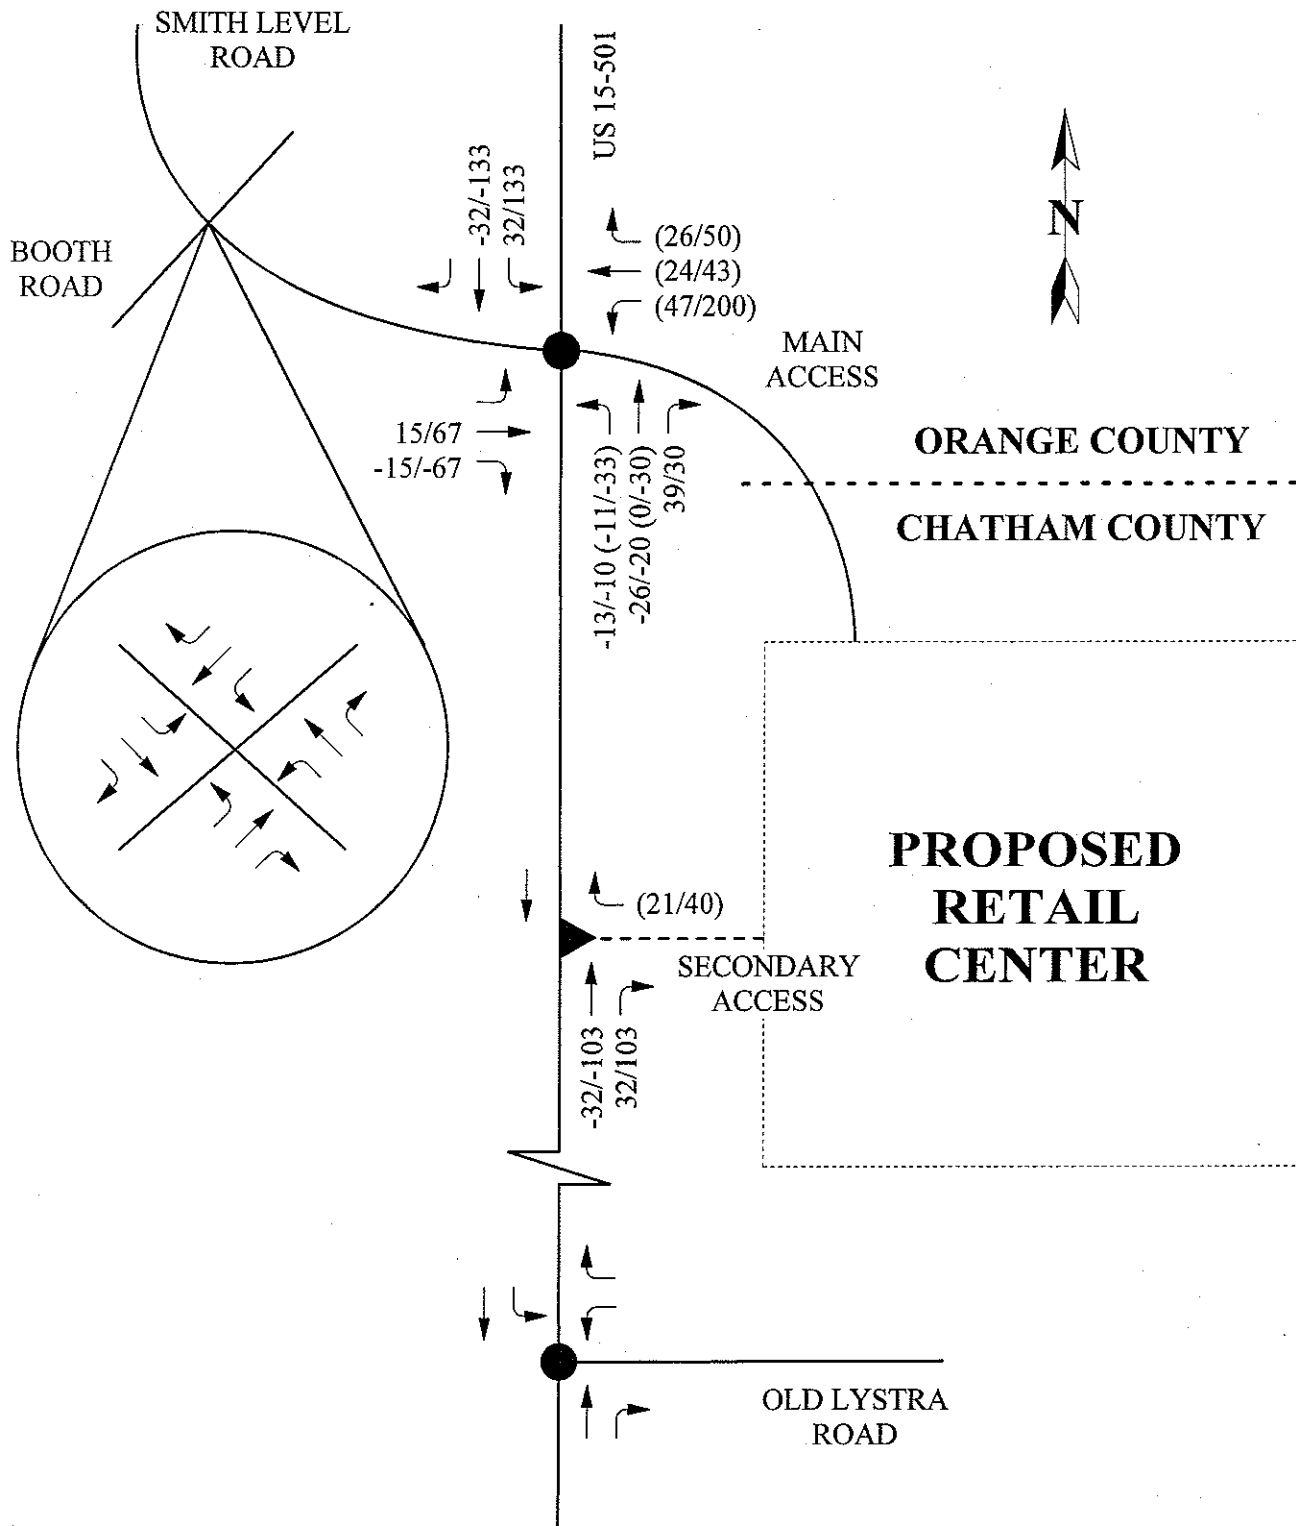 SMITH LEVEL
ROAD
US 15-501
-32/-133
32/133
(26/50)
(24/43)
(47/200)
N
BOOTH
ROAD
MAIN
ACCESS
15/67
-15/-67
-13/-10 (-11/-33)
-26/-20 (0/-30)
39/30
ORANGE COUNTY
CHATHAM COUNTY
PROPOSED
RETAIL
CENTER
(21/40)
SECONDARY
ACCESS
-32/-103
32/103
OLD LYSTRA
ROAD